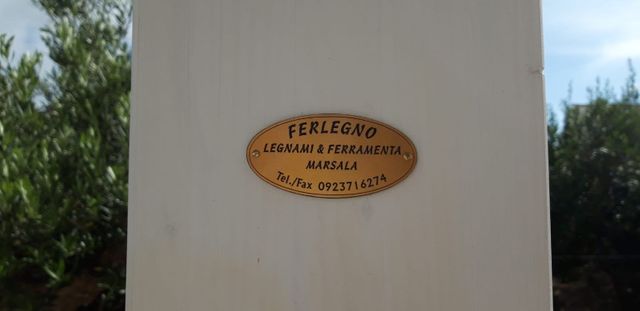 FERLEGNO
LEGNAMI & FERRAMENTA
MARSALA
Tel./Fax 0923716274